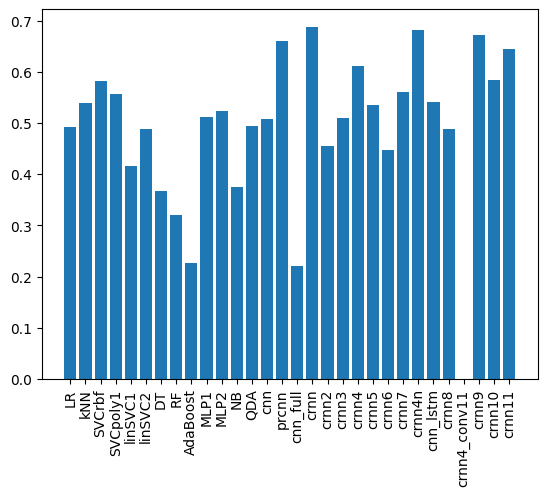 0.7
0.6
0.5
0.4
0.3
0.2
0.1
0.0
LR
kNN
SVCrbf
SVCpoly1
linSVC1
linSVC2
DT
RF
AdaBoost
MLP1
MLP2
NB
QDA
cnn
prcnn
cnn_full
crnn
crnn2
crnn3
crnn4
crnn5
crnn6
crnn7
crnn4n
cnn_lstm
crnn8
crnn4_conv11
crnn9
crnn10
crnn11